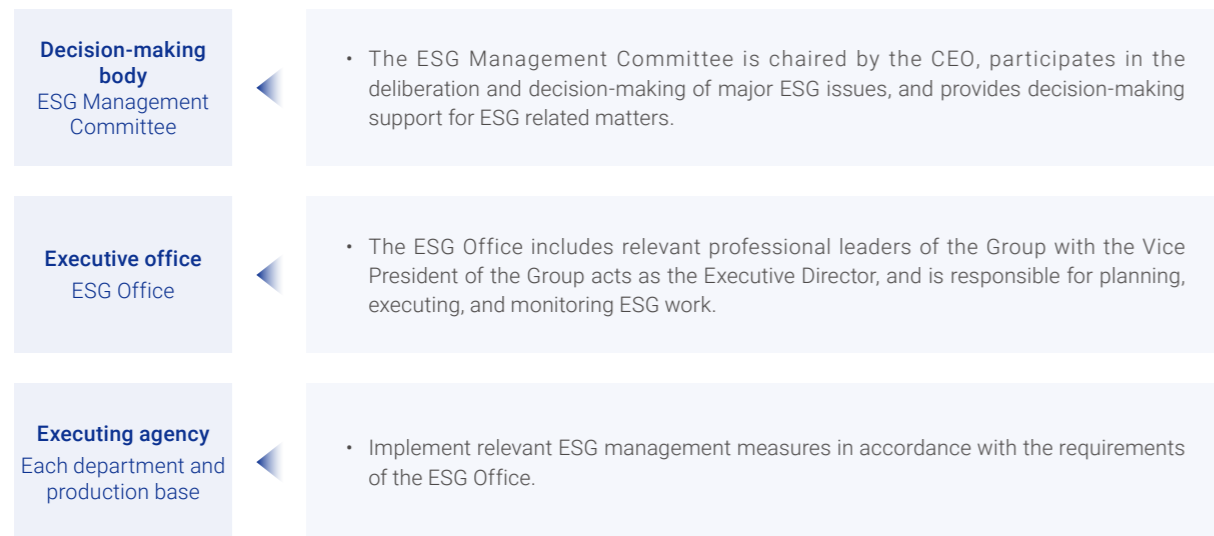 Decision-making
body
ESG Management
Committee
• The ESG Management Committee is chaired by the CEO, participates in the
deliberation and decision-making of major ESG issues, and provides decision-making
support for ESG related matters.
Executive office
ESG Office
• The ESG Office includes relevant professional leaders of the Group with the Vice
President of the Group acts as the Executive Director, and is responsible for planning,
executing, and monitoring ESG work.
Executing agency
Each department and
production base
• Implement relevant ESG management measures in accordance with the requirements
of the ESG Office.